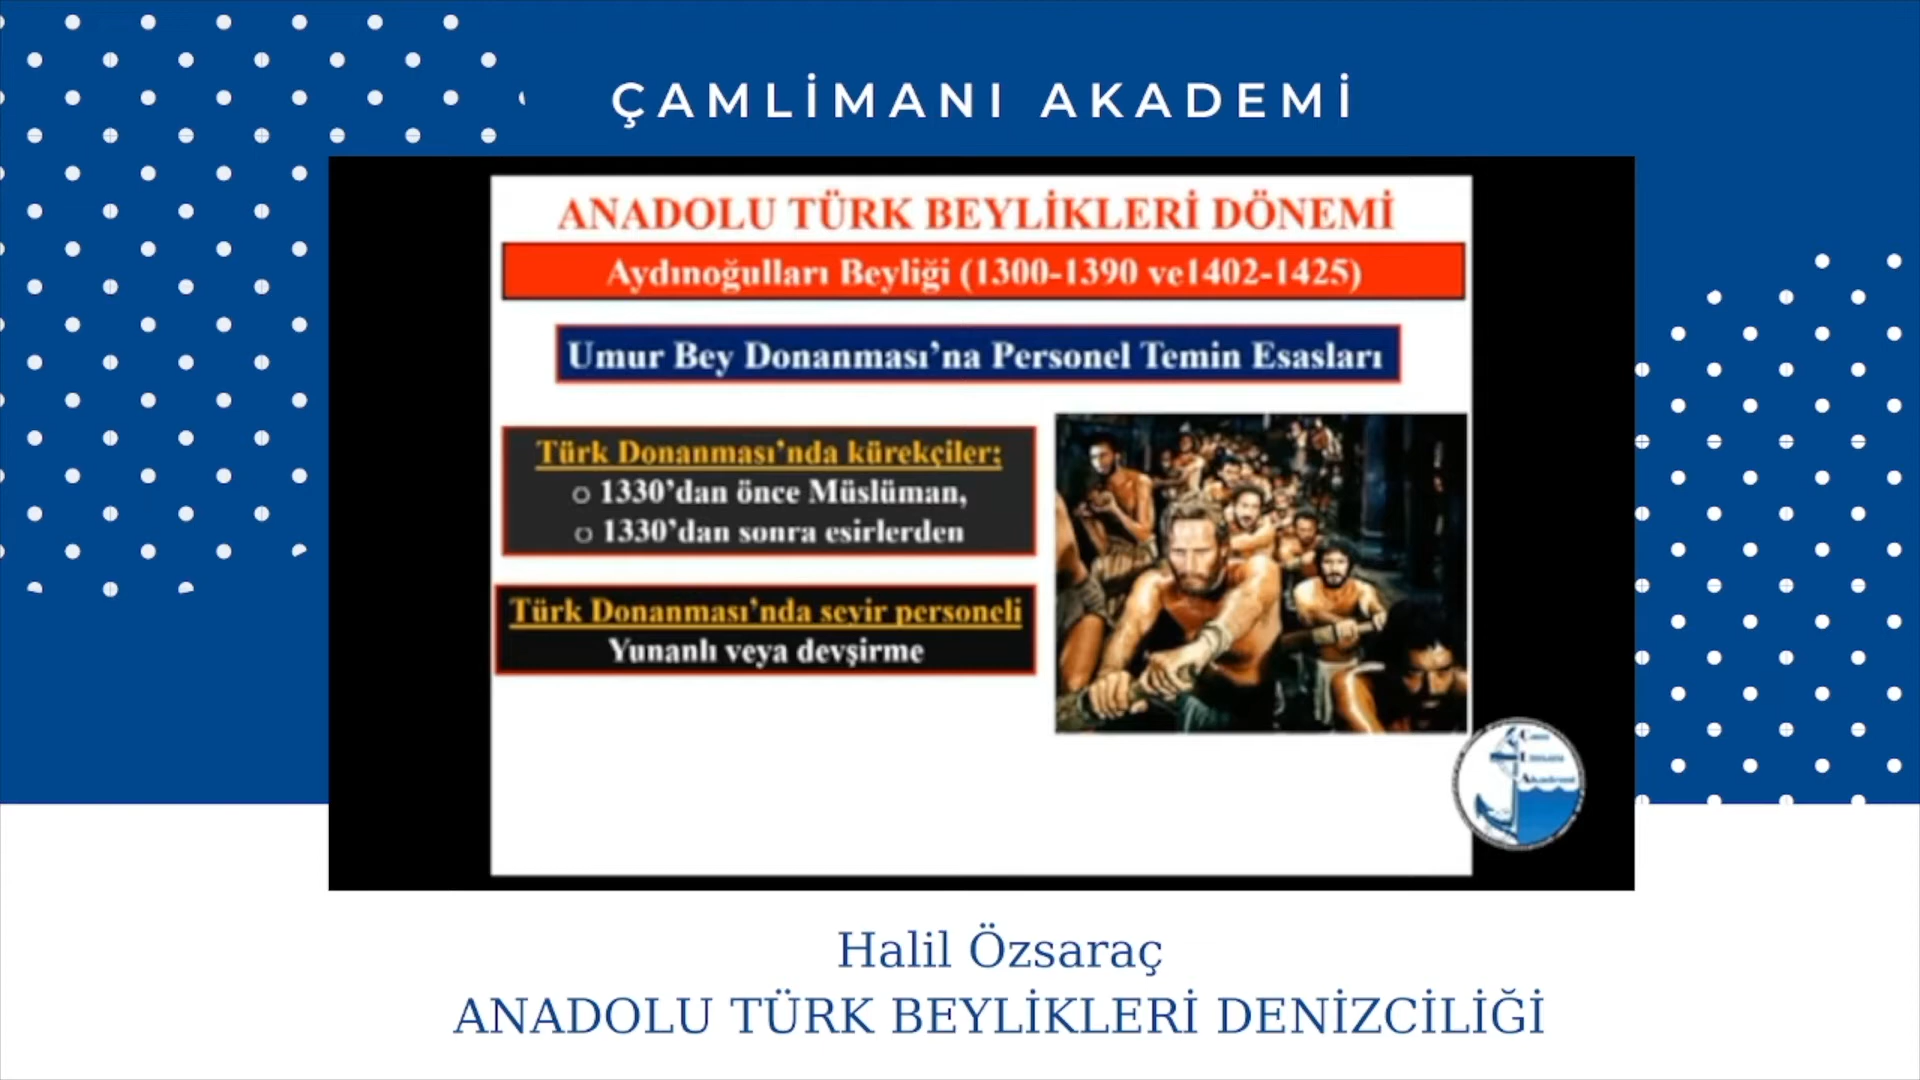 ÇAMLİMANI AKADEMİ
ANADOLU TÜRK BEYLİKLERİ DÖNEMİ
Aydınoğulları Beyliği (1300-1390 ve1402-1425)
Umur Bey Donanması’na Personel Temin Esasları
Türk Donanması’nda kürekçiler;
o 1330’dan önce Müslüman,
o 1330’dan sonra esirlerden
Türk Donanması’nda seyir personeli
Yunanlı veya devşirme
Akademi
Halil Özsaraç
ANADOLU TÜRK BEYLİKLERİ DENİZCİLİĞİ